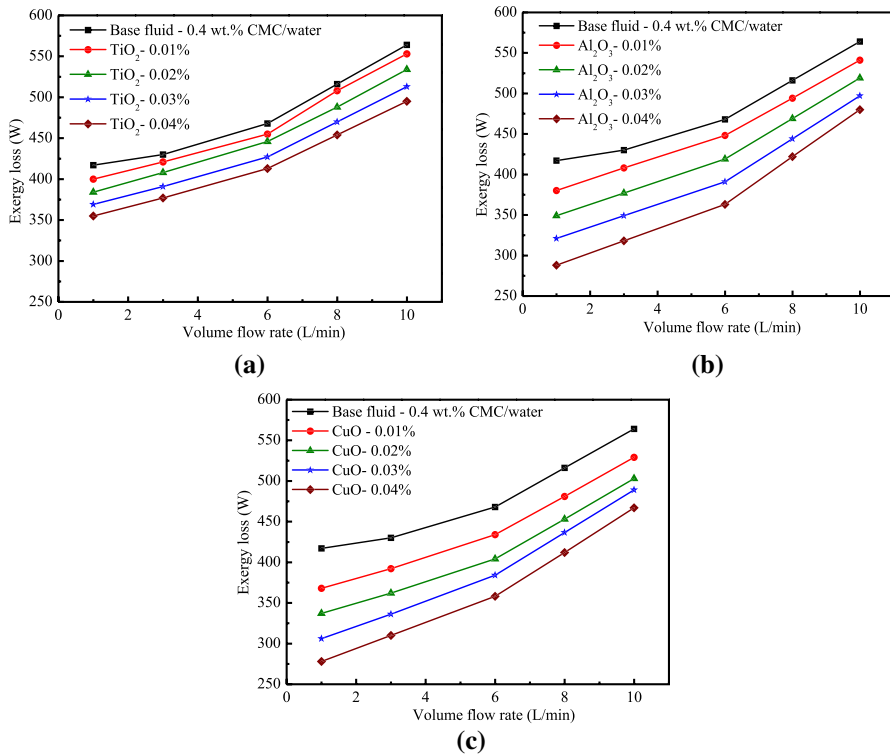 600
550
500
450
400
350
300
250
Exergy loss (W)
Base fluid - 0.4 wt.% CMC/water
TiO2- 0.01%
TiO2- 0.02%
TiO2- 0.03%
TiO2- 0.04%
0 2 4 6 8 10
Volume flow rate (L/min)
(a)
600
550
500
450
400
350
300
250
Exergy loss (W)
Base fluid - 0.4 wt.% CMC/water
Al2O3- 0.01%
Al2O3- 0.02%
Al2O3- 0.03%
Al2O3- 0.04%
0 2 4 6 8 10
Volume flow rate (L/min)
(b)
600
550
500
450
400
350
300
250
Exergy loss (W)
Base fluid - 0.4 wt.% CMC/water
CuO - 0.01%
CuO- 0.02%
CuO- 0.03%
CuO- 0.04%
0 2 4 6 8 10
Volume flow rate (L/min)
(c)